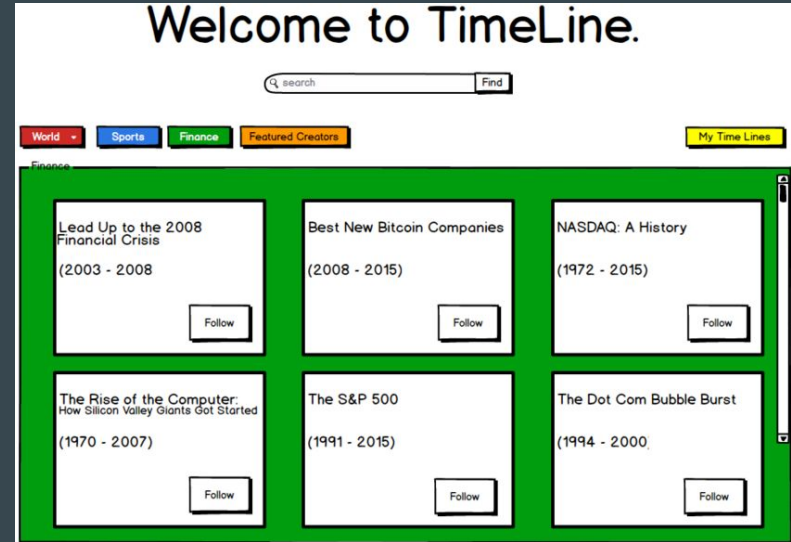 Welcome to TimeLine.
search Find
World Sports Finance Featured Creators My Time Lines
Finance
Lead Up to the 2008
Financial Crisis
(2003 - 2008
Follow
Best New Bitcoin Companies
(2008 - 2015)
Follow
NASDAQ: A History
(1972 - 2015)
Follow
The Rise of the Computer:
How Silicon Valley Giants Got Started
(1970 - 2007)
Follow
The S&P 500
(1991 - 2015)
Follow
The Dot Com Bubble Burst
(1994 - 2000)
Follow